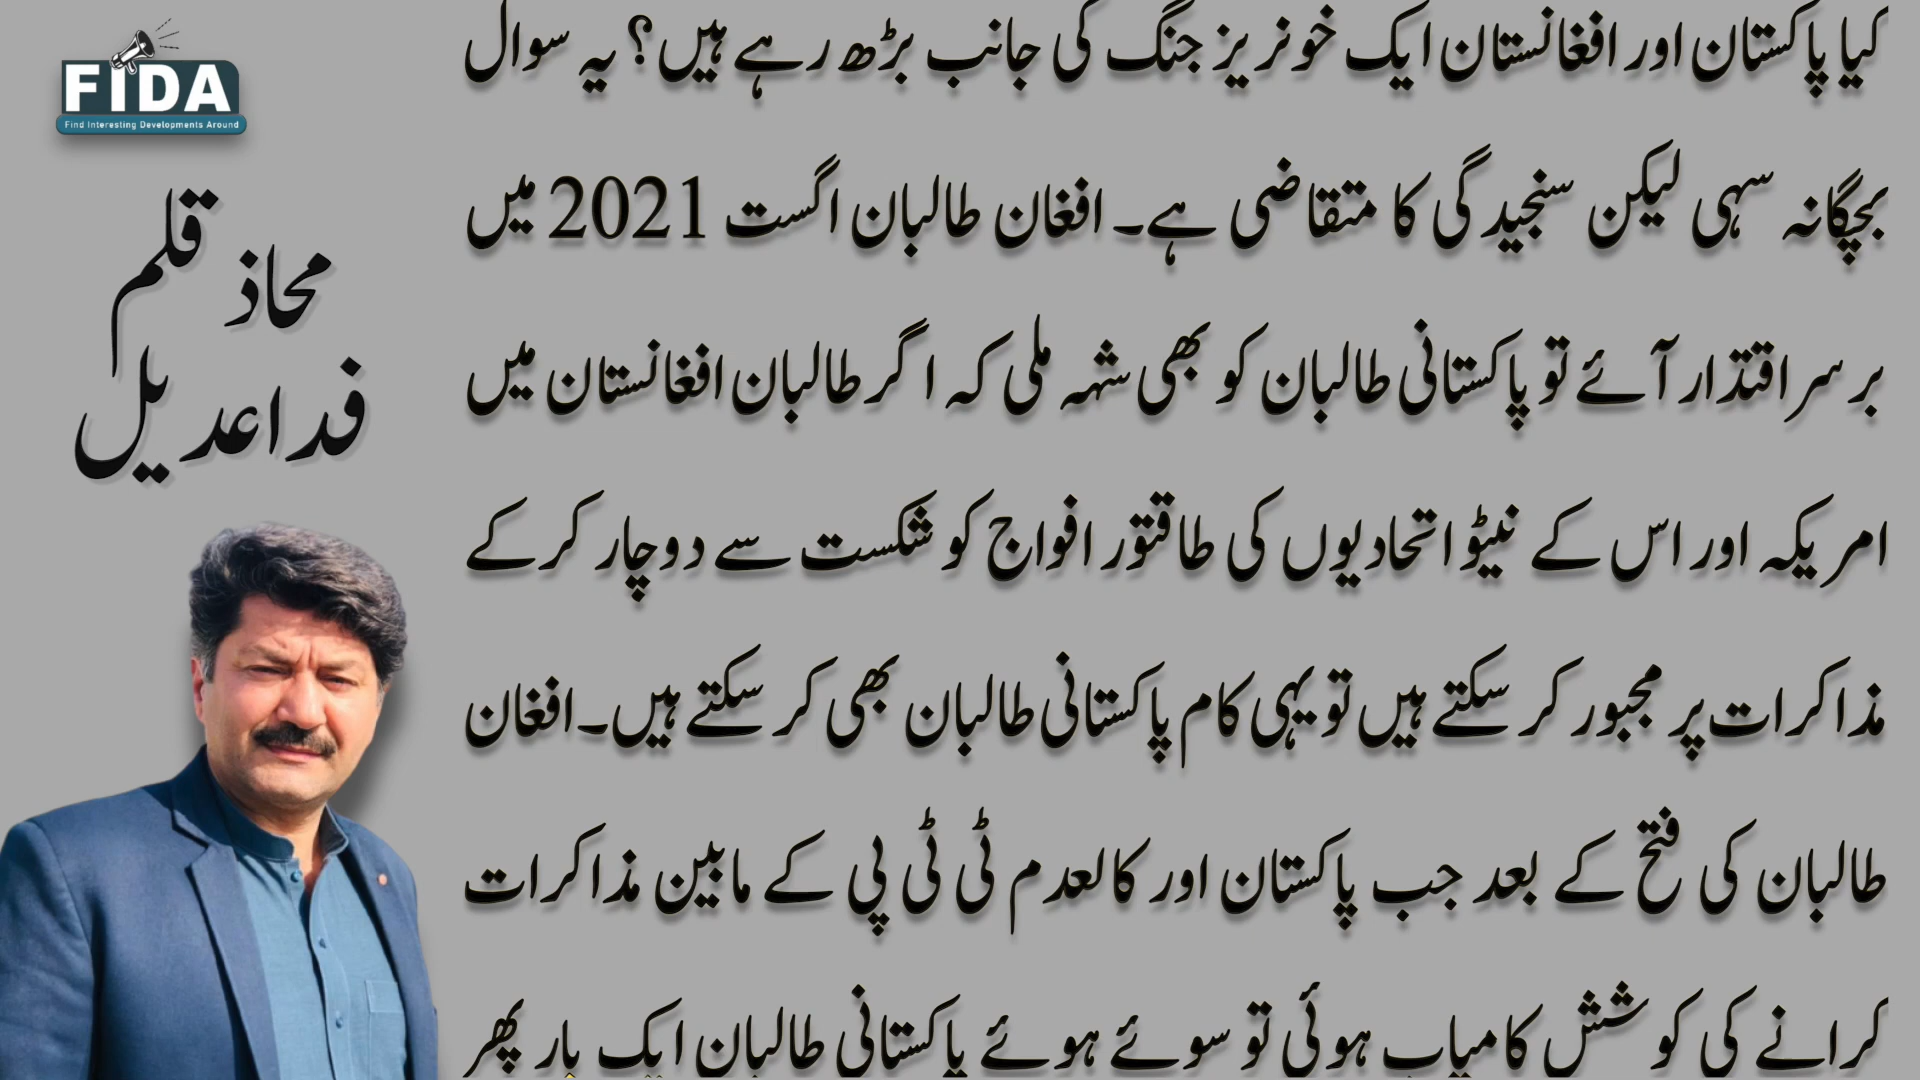 FIDA
Find Interesting Developments Around
محاذ قلم
فدا عدیل
کیا پاکستان اور افغانستان ایک خونریز جنگ کی جانب بڑھ رہے ہیں؟ یہ سوال
بچگانہ سہی لیکن سنجیدگی کا متقاضی ہے۔ افغان طالبان اگست 2021 میں
بر سر اقتدار آئے تو پاکستانی طالبان کو بھی شہہ ملی کہ اگر طالبان افغانستان میں
امریکہ اور اس کے نیٹو اتحادیوں کی طاقتور افواج کو شکست سے دوچار کر کے
مذاکرات پر مجبور کر سکتے ہیں تو یہی کام پاکستانی طالبان بھی کر سکتے ہیں۔ افغان
طالبان کی فتح کے بعد جب پاکستان اور کالعدم ٹی ٹی پی کے مابین مذاکرات
کرانے کی کوشش کامیاب ہوئی تو سوئے ہوئے پاکستانی طالبان ایک بار پھر